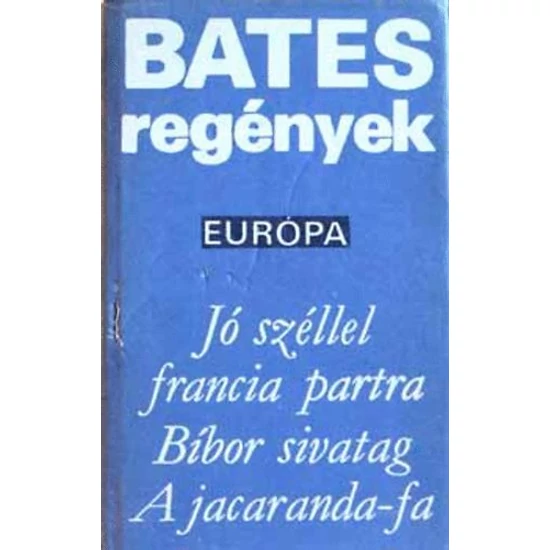 BATES
regények
EURÓPA
Jó széllel
francia partra
Bíbor sivatag
A jacaranda-fa